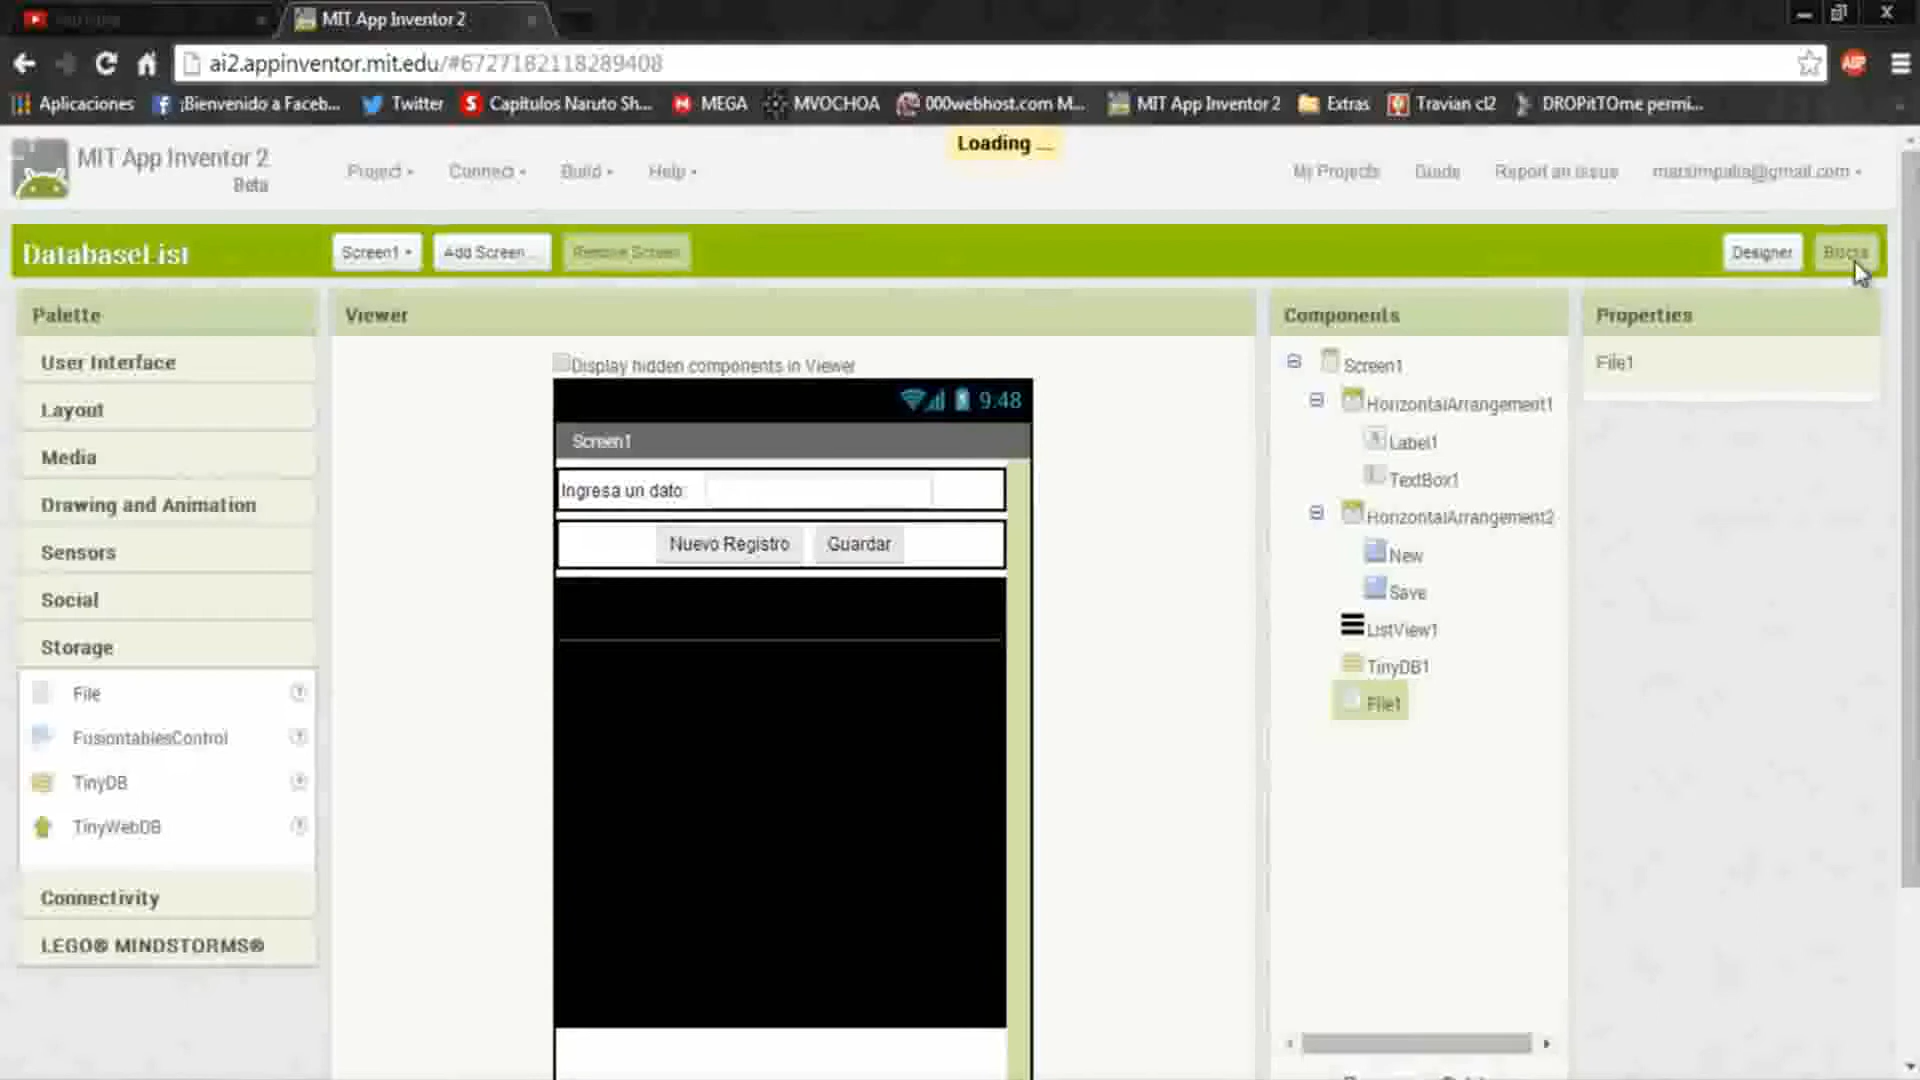 MIT App Inventor 2
ai2.appinventor.mit.edu/#6727182118289408
Aplicaciones
¡Bienvenido a Faceb...
Twitter
Capitulos Naruto Sh...
MEGA
MVOCHOA
000webhost.com M...
MIT App Inventor 2
Extras
Travian cl2
DROPitTOme permi...
ABP
MIT App Inventor 2
Beta
Project
Connect
Build
Help
Loading ...
My Projects
Guide
Report an Issue
DatabaseList
Screen1
Add Screen ...
Remove Screen
Designer
Blocks
Palette
User Interface
Layout
Media
Drawing and Animation
Sensors
Social
Storage
File
FusiontablesControl
TinyDB
TinyWebDB
Connectivity
LEGO® MINDSTORMS®
Viewer
Display hidden components in Viewer
9:48
Screen1
Ingresa un dato:
Nuevo Registro
Guardar
Components
Screen1
HorizontalArrangement1
Label1
TextBox1
HorizontalArrangement2
New
Save
ListView1
TinyDB1
File1
Properties
File1